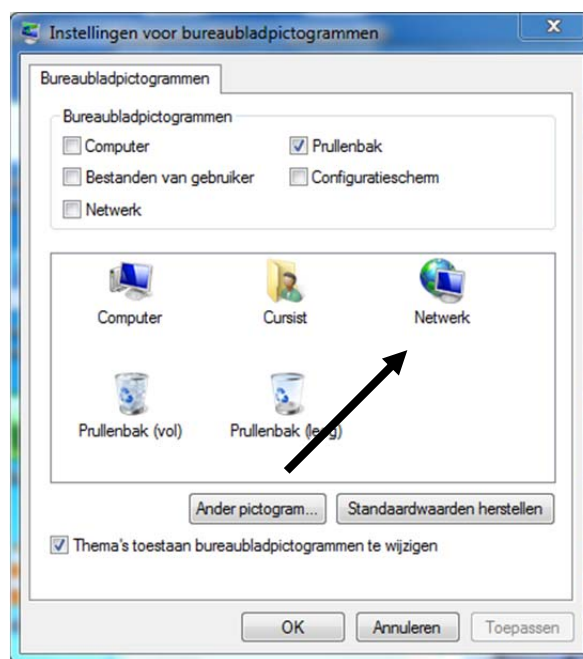 Instellingen voor bureaubladpictogrammen
Bureaubladpictogrammen
Bureaubladpictogrammen
Computer
Prullenbak
Bestanden van gebruiker
Configuratiescherm
Netwerk
Computer
Cursist
Netwerk
Prullenbak (vol)
Prullenbak (leeg)
Ander pictogram...
Standaardwaarden herstellen
Thema's toestaan bureaubladpictogrammen te wijzigen
OK
Annuleren
Toepassen